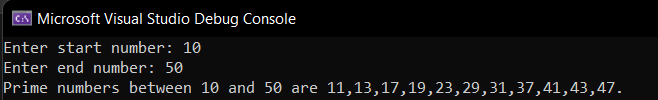 Microsoft Visual Studio Debug Console
Enter start number: 10
Enter end number: 50
Prime numbers between 10 and 50 are 11,13,17,19,23,29,31,37,41,43,47.